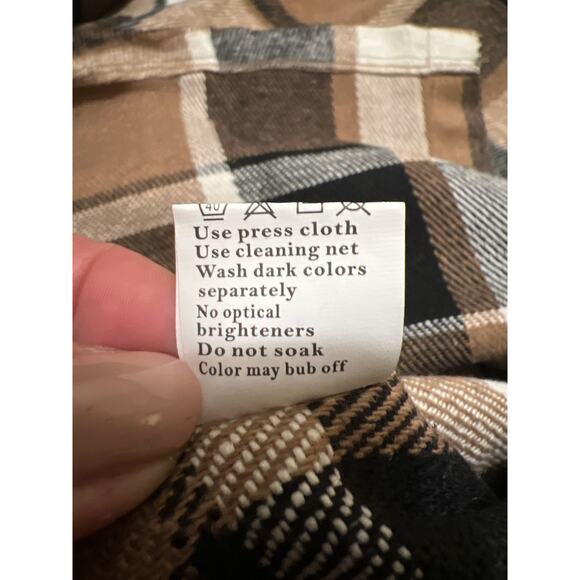 40
Use press cloth
Use cleaning net
Wash dark colors
separately
No optical
brighteners
Do not soak
Color may bub off